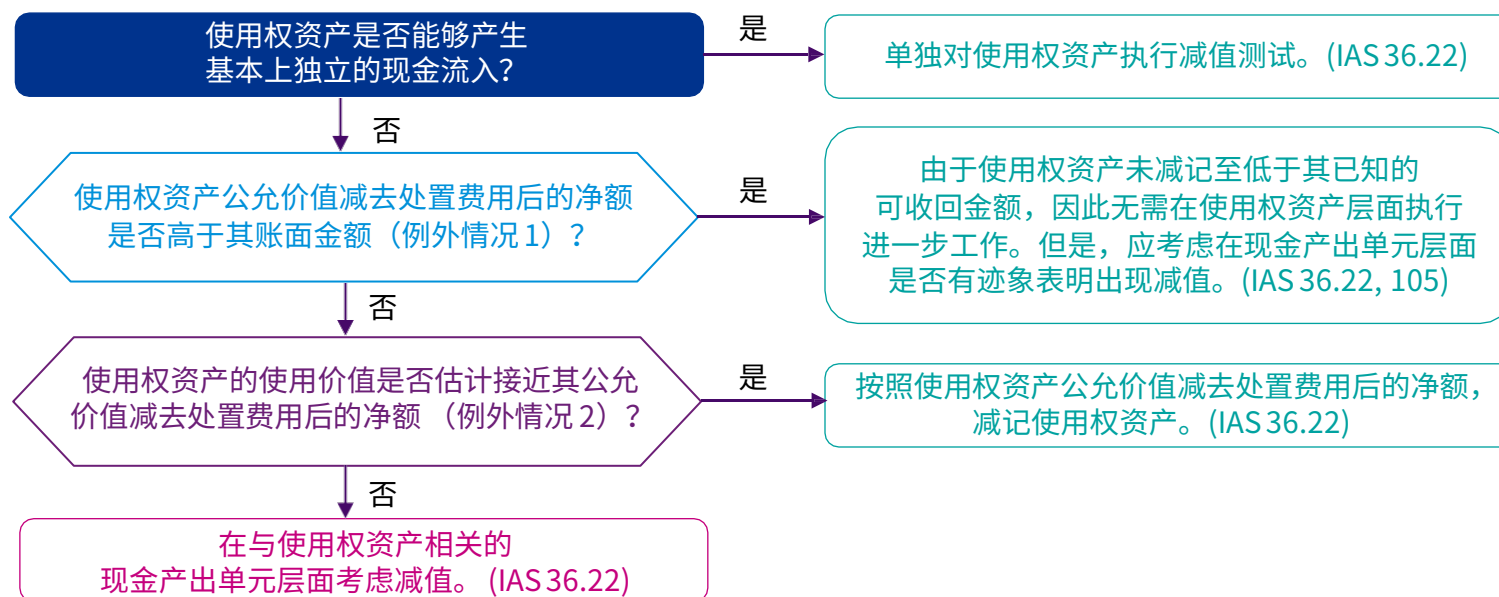 使用权资产是否能够产生
基本上独立的现金流入？
是
单独对使用权资产执行减值测试。(IAS 36.22)
否
使用权资产公允价值减去处置费用后的净额
是否高于其账面金额（例外情况 1）？
是
由于使用权资产未减记至低于其已知的
可收回金额，因此无需在使用权资产层面执行
进一步工作。但是，应考虑在现金产出单元层面
是否有迹象表明出现减值。(IAS 36.22, 105)
否
使用权资产的使用价值是否估计接近其公允
价值减去处置费用后的净额 （例外情况 2）？
是
按照使用权资产公允价值减去处置费用后的净额，
减记使用权资产。(IAS 36.22)
否
在与使用权资产相关的
现金产出单元层面考虑减值。 (IAS 36.22)